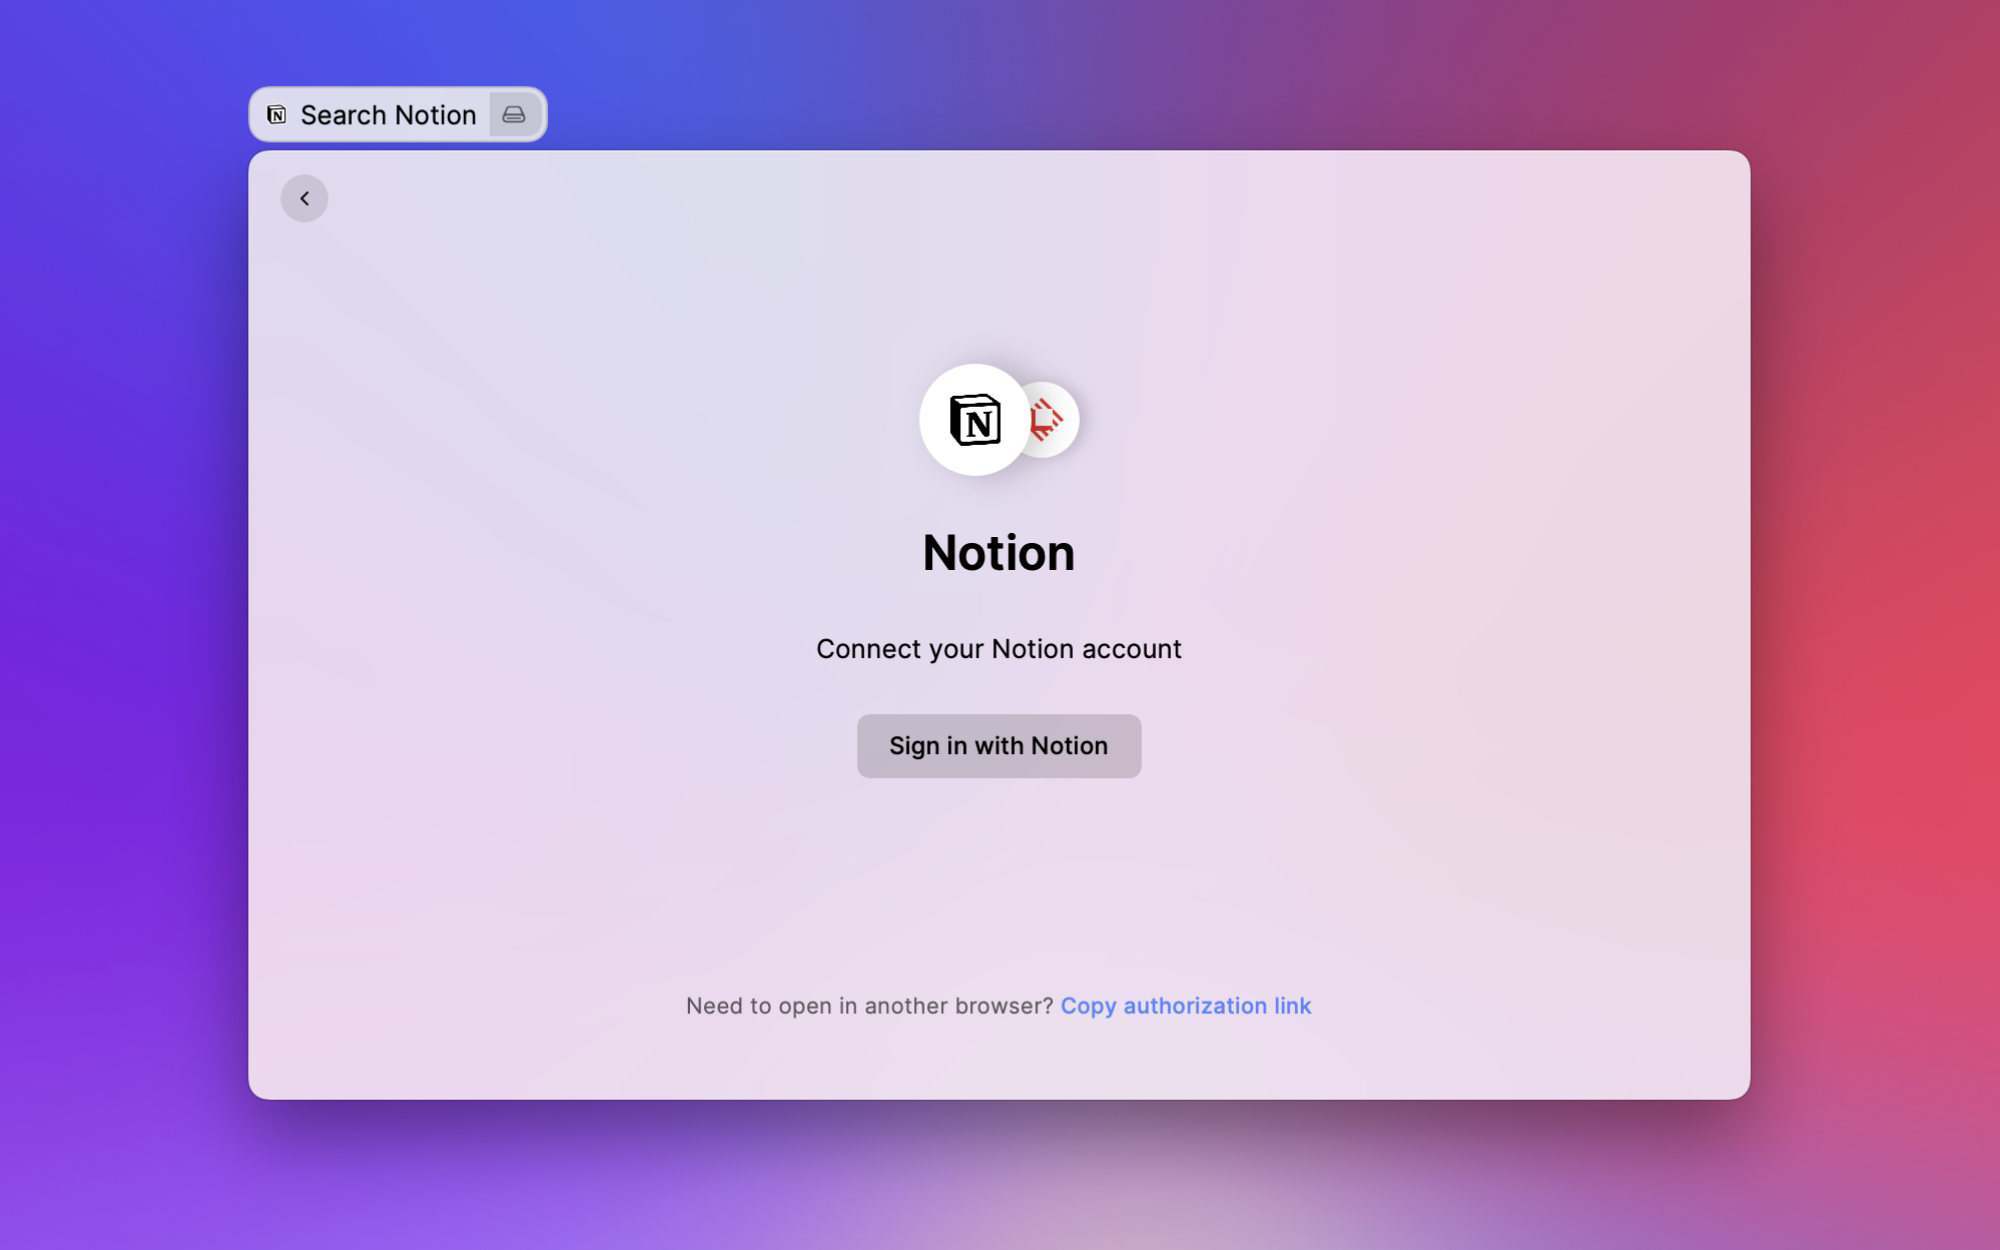 Search Notion
Notion
Connect your Notion account
Sign in with Notion
Need to open in another browser? Copy authorization link